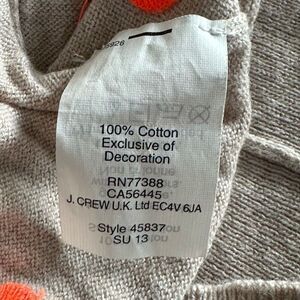 100% Cotton
Exclusive of
Decoration
RN77388
CA56445
J. CREW U.K. Ltd EC4V 6JA
Style 45837
SU 13